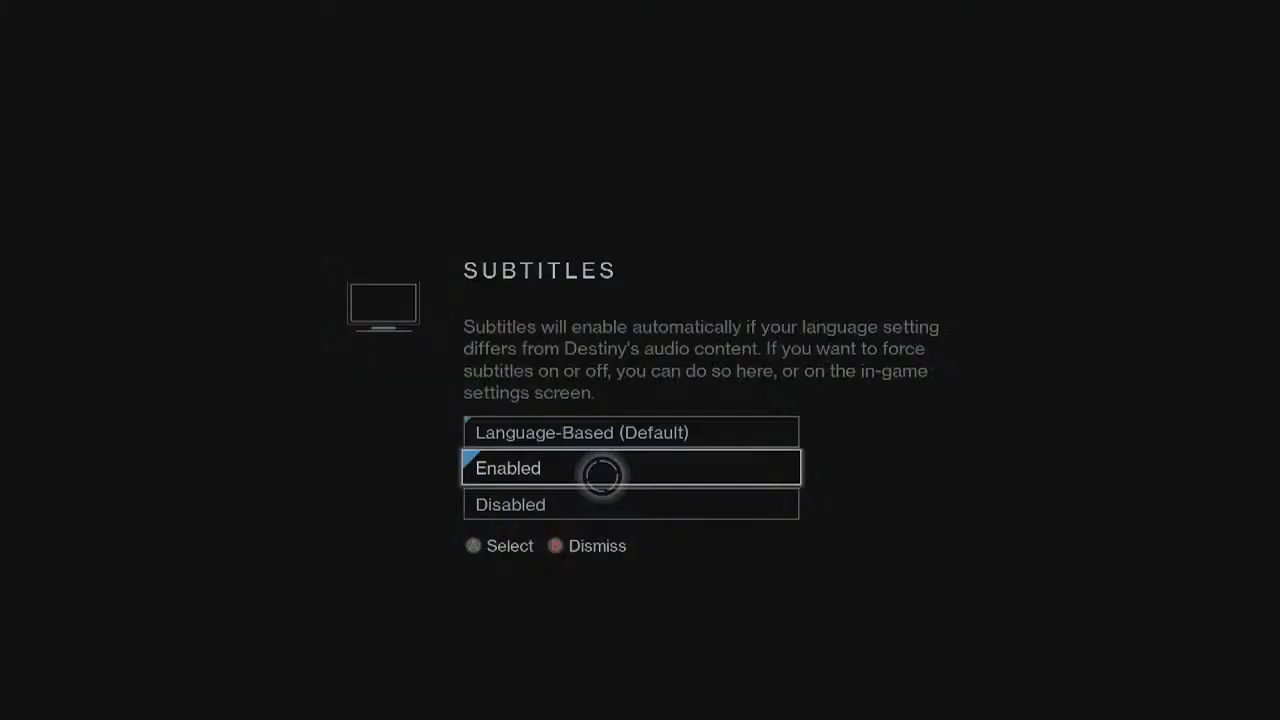 SUBTITLES
Subtitles will enable automatically if your language setting
differs from Destiny's audio content. If you want to force
subtitles on or off, you can do so here, or on the in-game
settings screen.
Language-Based (Default)
Enabled
Disabled
A Select B Dismiss